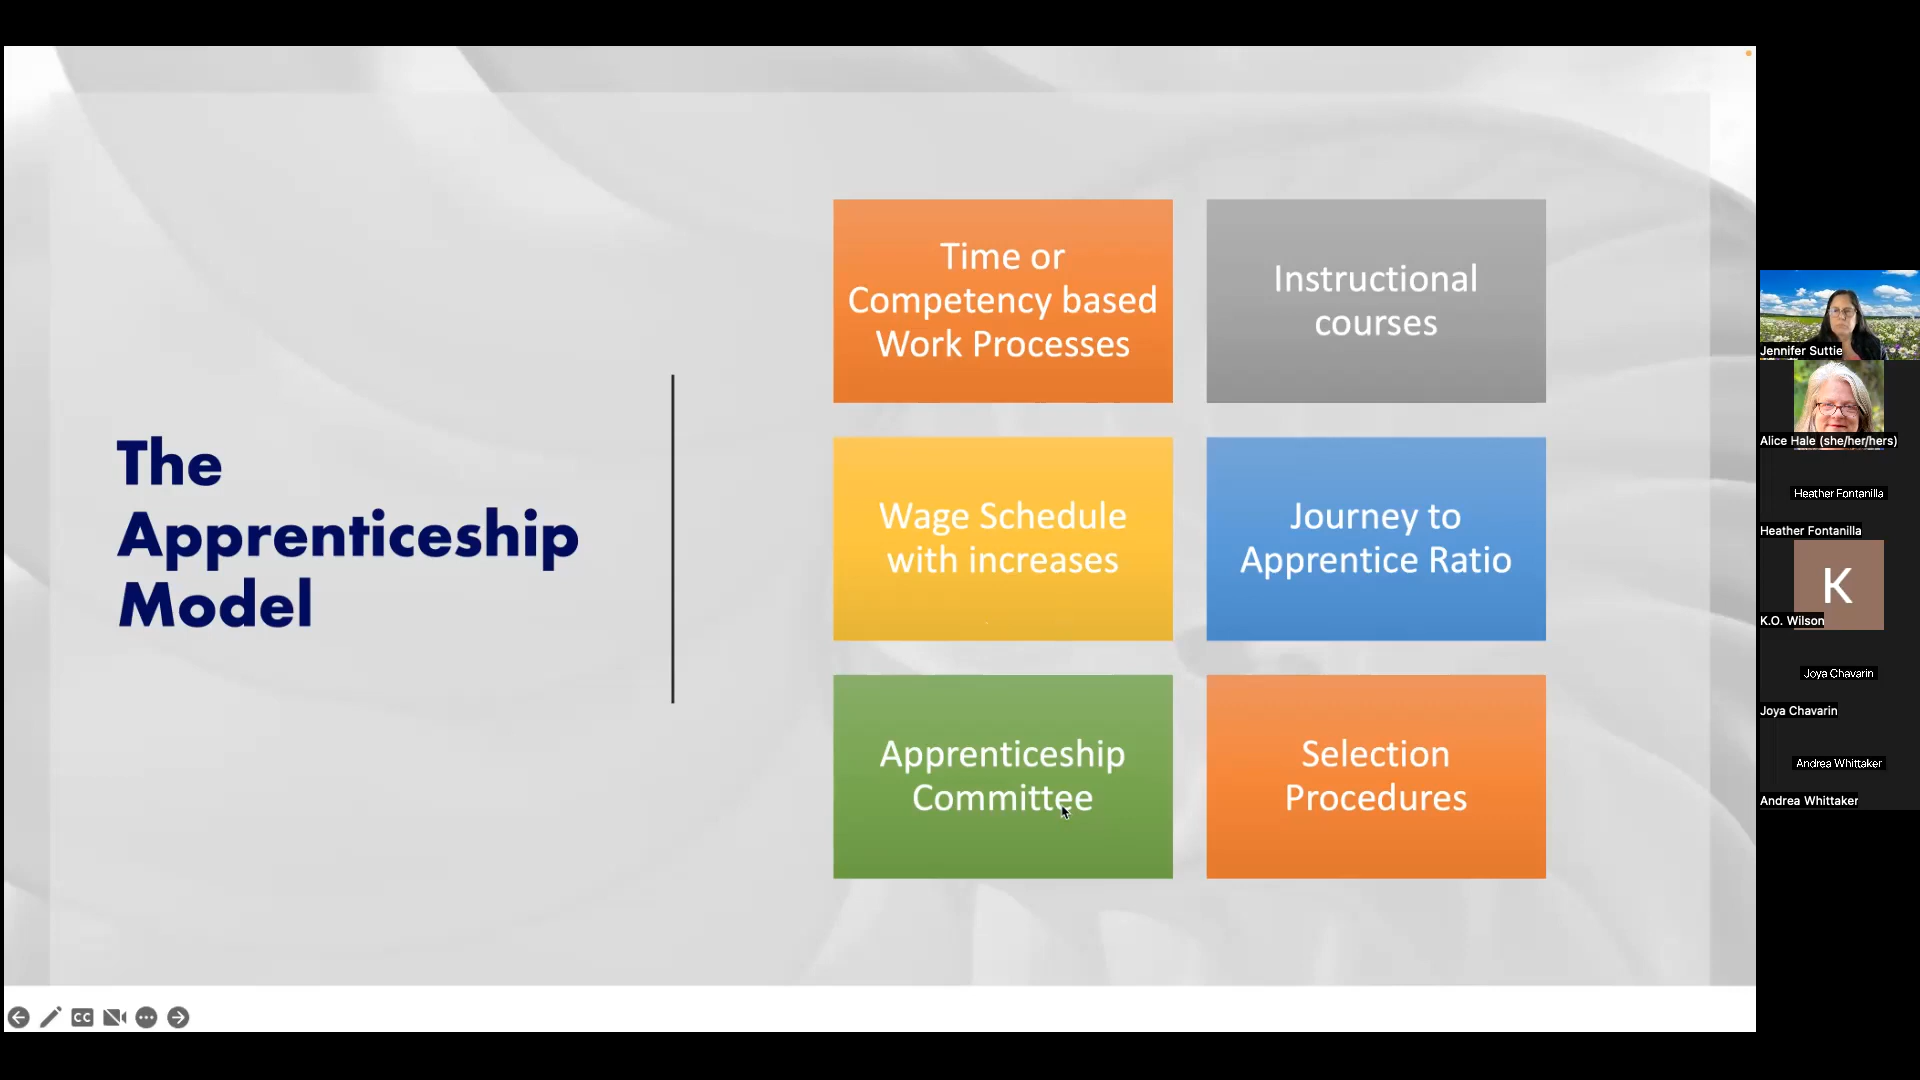 The
Apprenticeship
Model
Time or
Competency based
Work Processes
Instructional
courses
Wage Schedule
with increases
Journey to
Apprentice Ratio
Apprenticeship
Committee
Selection
Procedures
Jennifer Suttie
Alice Hale (she/her/hers)
Heather Fontanilla
Heather Fontanilla
K
K.O. Wilson
Joya Chavarin
Joya Chavarin
Andrea Whittaker
Andrea Whittaker
CC